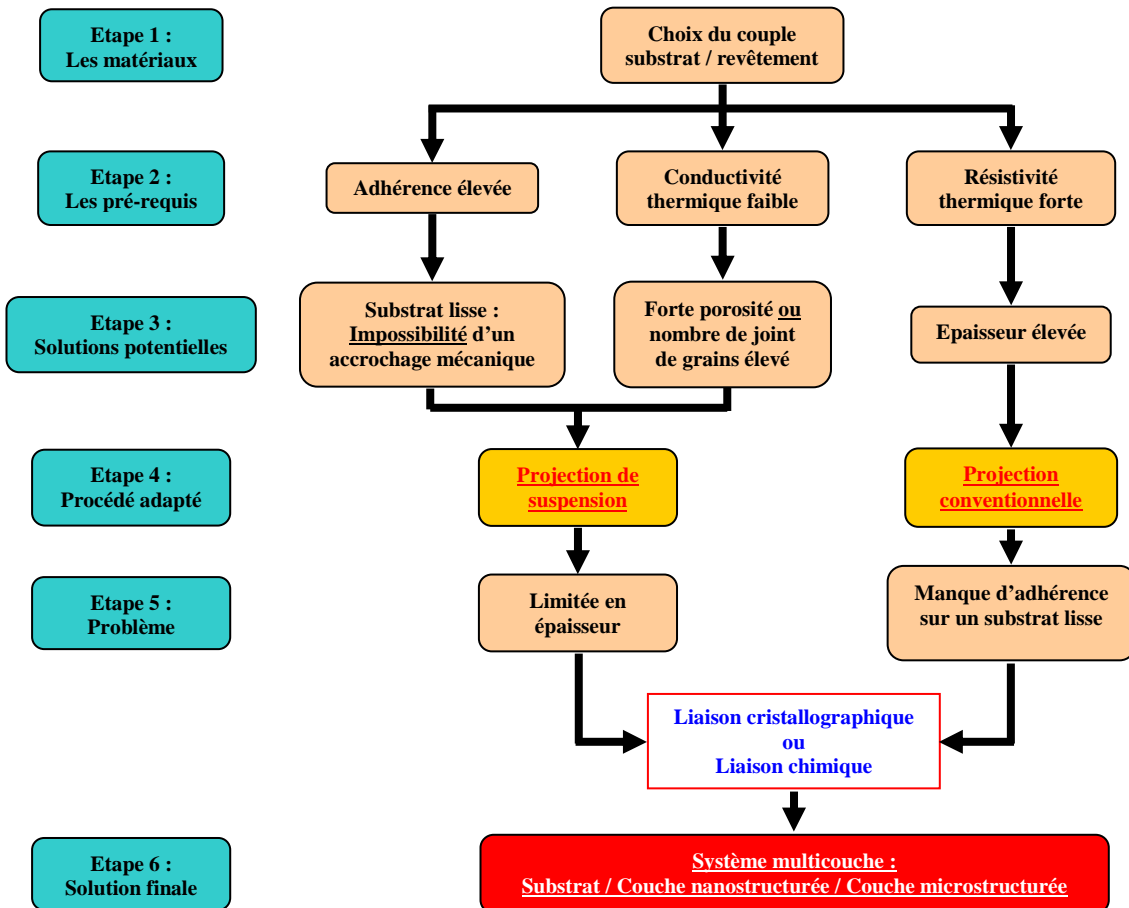 Etape 1 :
Les matériaux
Choix du couple
substrat / revêtement
Etape 2 :
Les pré-requis
Adhérence élevée
Conductivité
thermique faible
Résistivité
thermique forte
Etape 3 :
Solutions potentielles
Substrat lisse :
Impossibilité d’un
accrochage mécanique
Forte porosité ou
nombre de joint
de grains élevé
Epaisseur élevée
Etape 4 :
Procédé adapté
Projection de
suspension
Projection
conventionnelle
Etape 5 :
Problème
Limitée en
épaisseur
Manque d’adhérence
sur un substrat lisse
Liaison cristallographique
ou
Liaison chimique
Etape 6 :
Solution finale
Système multicouche :
Substrat / Couche nanostructurée / Couche microstructurée